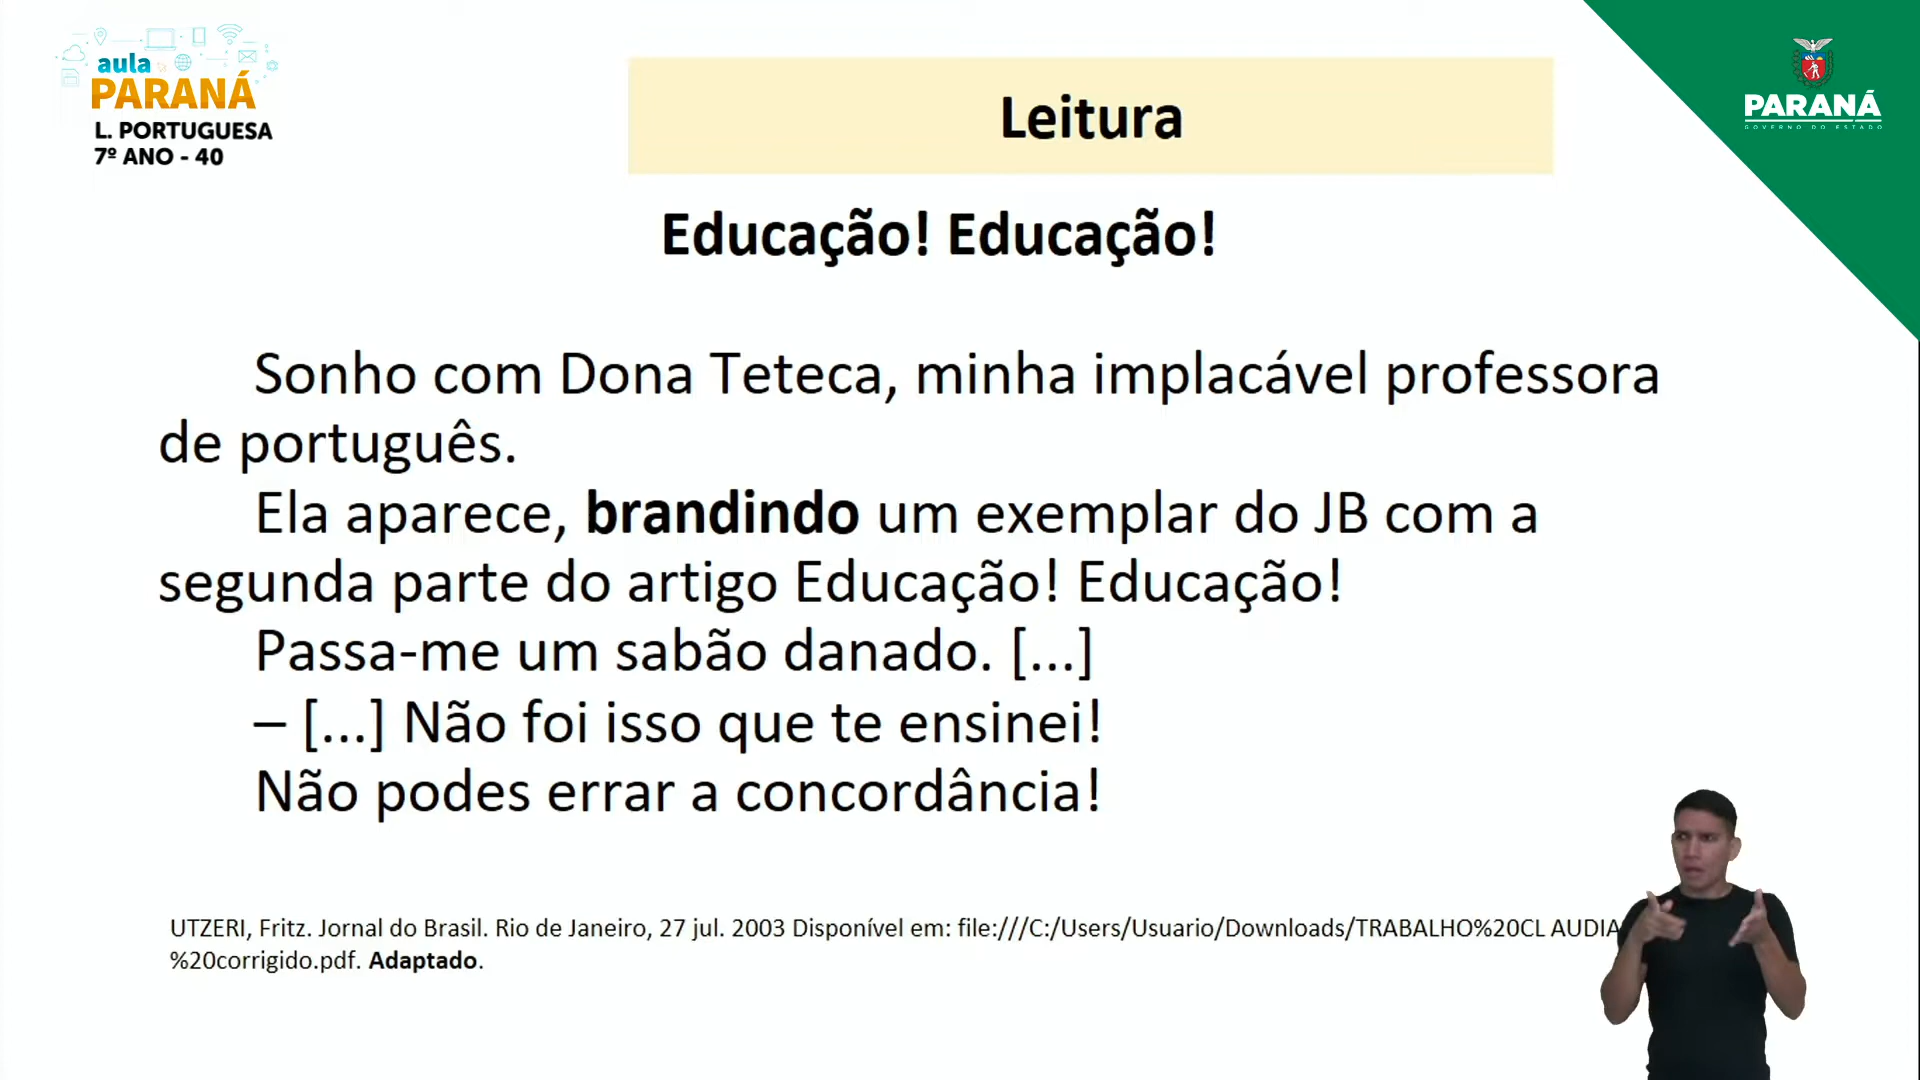 aula
PARANÁ
L. PORTUGUESA
7º ANO - 40
Leitura
PARANÁ
GOVERNO DO ESTADO
Educação! Educação!
Sonho com Dona Teteca, minha implacável professora
de português.
Ela aparece, brandindo um exemplar do JB com a
segunda parte do artigo Educação! Educação!
Passa-me um sabão danado. [...]
– [...] Não foi isso que te ensinei!
Não podes errar a concordância!
UTZERI, Fritz. Jornal do Brasil. Rio de Janeiro, 27 jul. 2003 Disponível em: file:///C:/Users/Usuario/Downloads/TRABALHO%20CL AUDIA
%20corrigido.pdf. Adaptado.